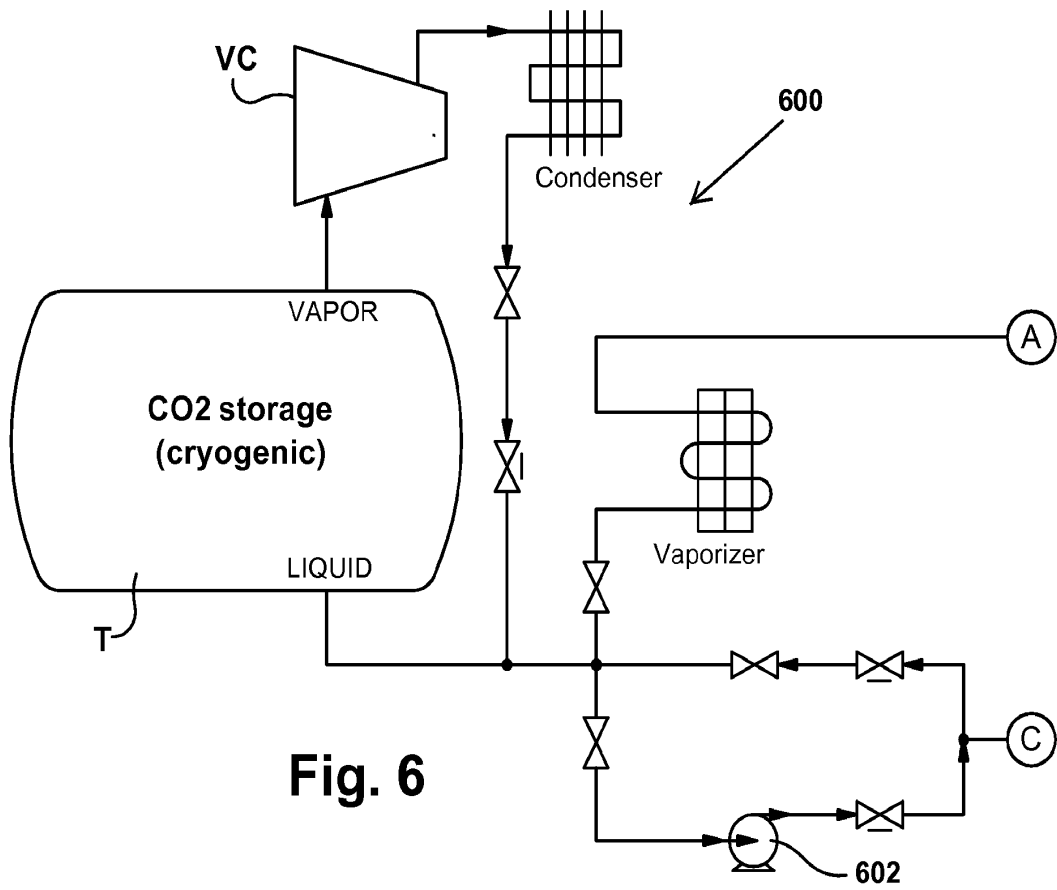 VC
600
Condenser
VAPOR
A
CO2 storage
(cryogenic)
Vaporizer
LIQUID
T
C
Fig. 6
602